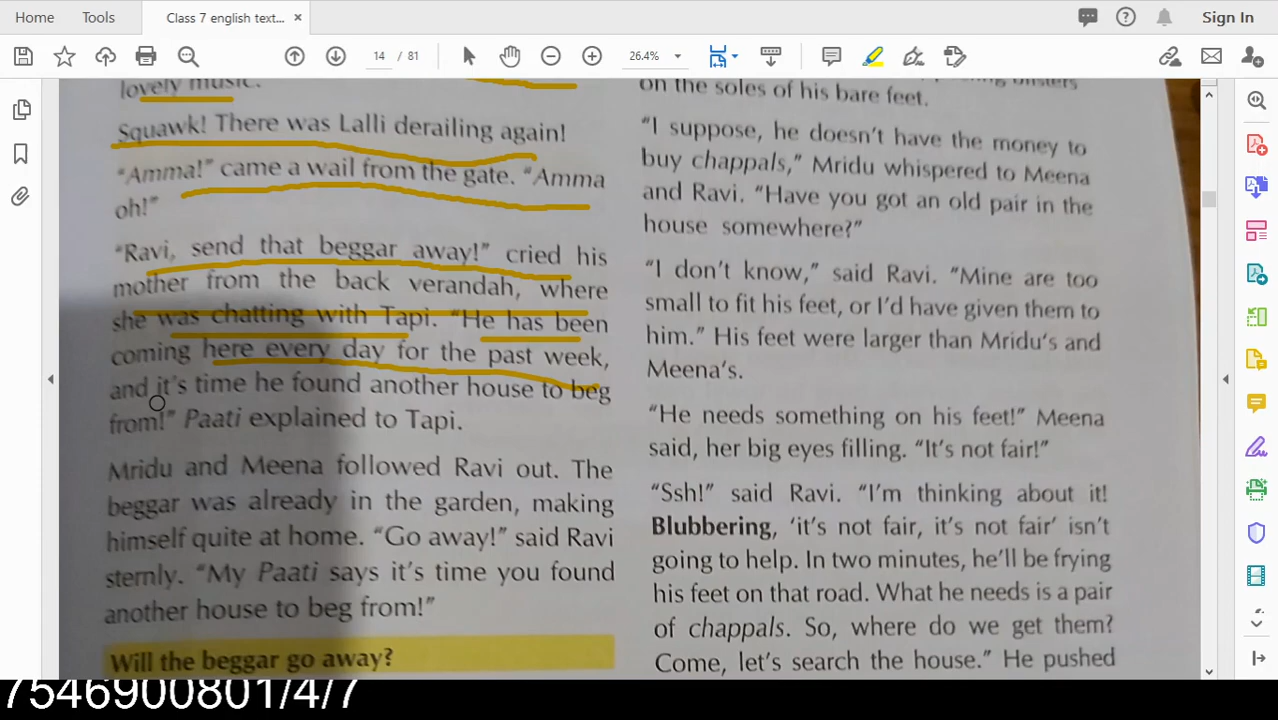 Home
Tools
Class 7 english text... ×
Sign In
14 / 81
26.4%
lovely music.
Squawk! There was Lalli derailing again!
"Amma!" came a wail from the gate. "Amma
oh!"
"Ravi, send that beggar away!" cried his
mother from the back verandah, where
she was chatting with Tapi. "He has been
coming here every day for the past week,
and it's time he found another house to beg
from!" Paati explained to Tapi.
Mridu and Meena followed Ravi out. The
beggar was already in the garden, making
himself quite at home. "Go away!" said Ravi
sternly. "My Paati says it's time you found
another house to beg from!"
Will the beggar go away?
blisters
on the soles of his bare feet.
"I suppose, he doesn't have the money to
buy chappals," Mridu whispered to Meena
and Ravi. "Have you got an old pair in the
house somewhere?"
"I don't know," said Ravi. "Mine are too
small to fit his feet, or I'd have given them to
him." His feet were larger than Mridu's and
Meena's.
"He needs something on his feet!" Meena
said, her big eyes filling. "It's not fair!"
"Ssh!" said Ravi. "I'm thinking about it!
Blubbering, 'it's not fair, it's not fair' isn't
going to help. In two minutes, he'll be frying
his feet on that road. What he needs is a pair
of chappals. So, where do we get them?
Come, let's search the house." He pushed
7546900801/4/7